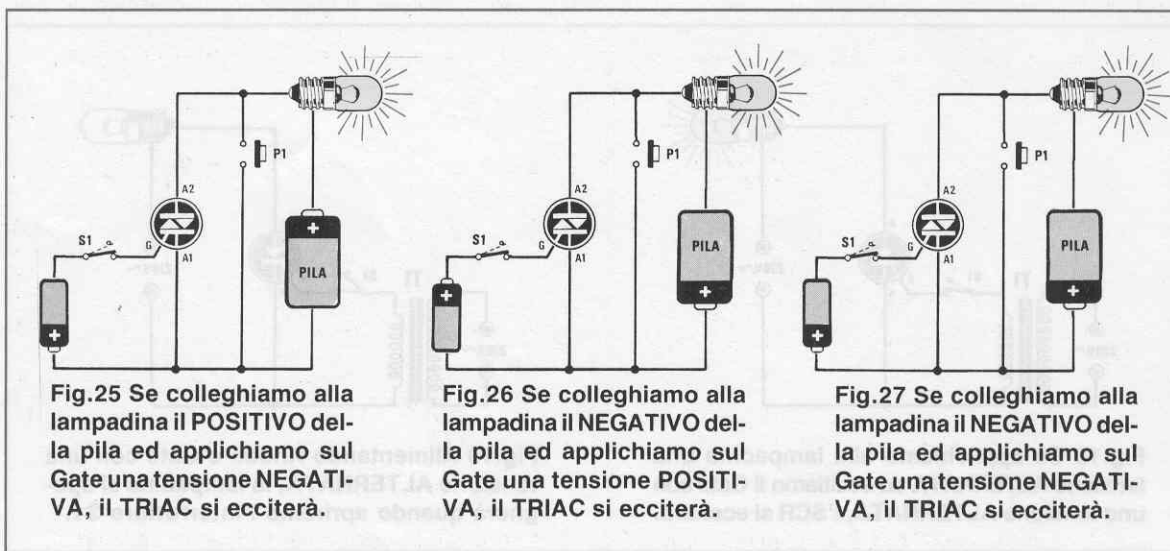 P1
A2
S1
G
A1
+
PILA
+
Fig.25 Se colleghiamo alla
lampadina il POSITIVO del-
la pila ed applichiamo sul
Gate una tensione NEGATI-
VA, il TRIAC si ecciterà.
P1
A2
S1
G
A1
PILA
+
+
Fig.26 Se colleghiamo alla
lampadina il NEGATIVO del-
la pila ed applichiamo sul
Gate una tensione POSITI-
VA, il TRIAC si ecciterà.
P1
A2
S1
G
A1
PILA
+
+
Fig.27 Se colleghiamo alla
lampadina il NEGATIVO del-
la pila ed applichiamo sul
Gate una tensione NEGATI-
VA, il TRIAC si ecciterà.